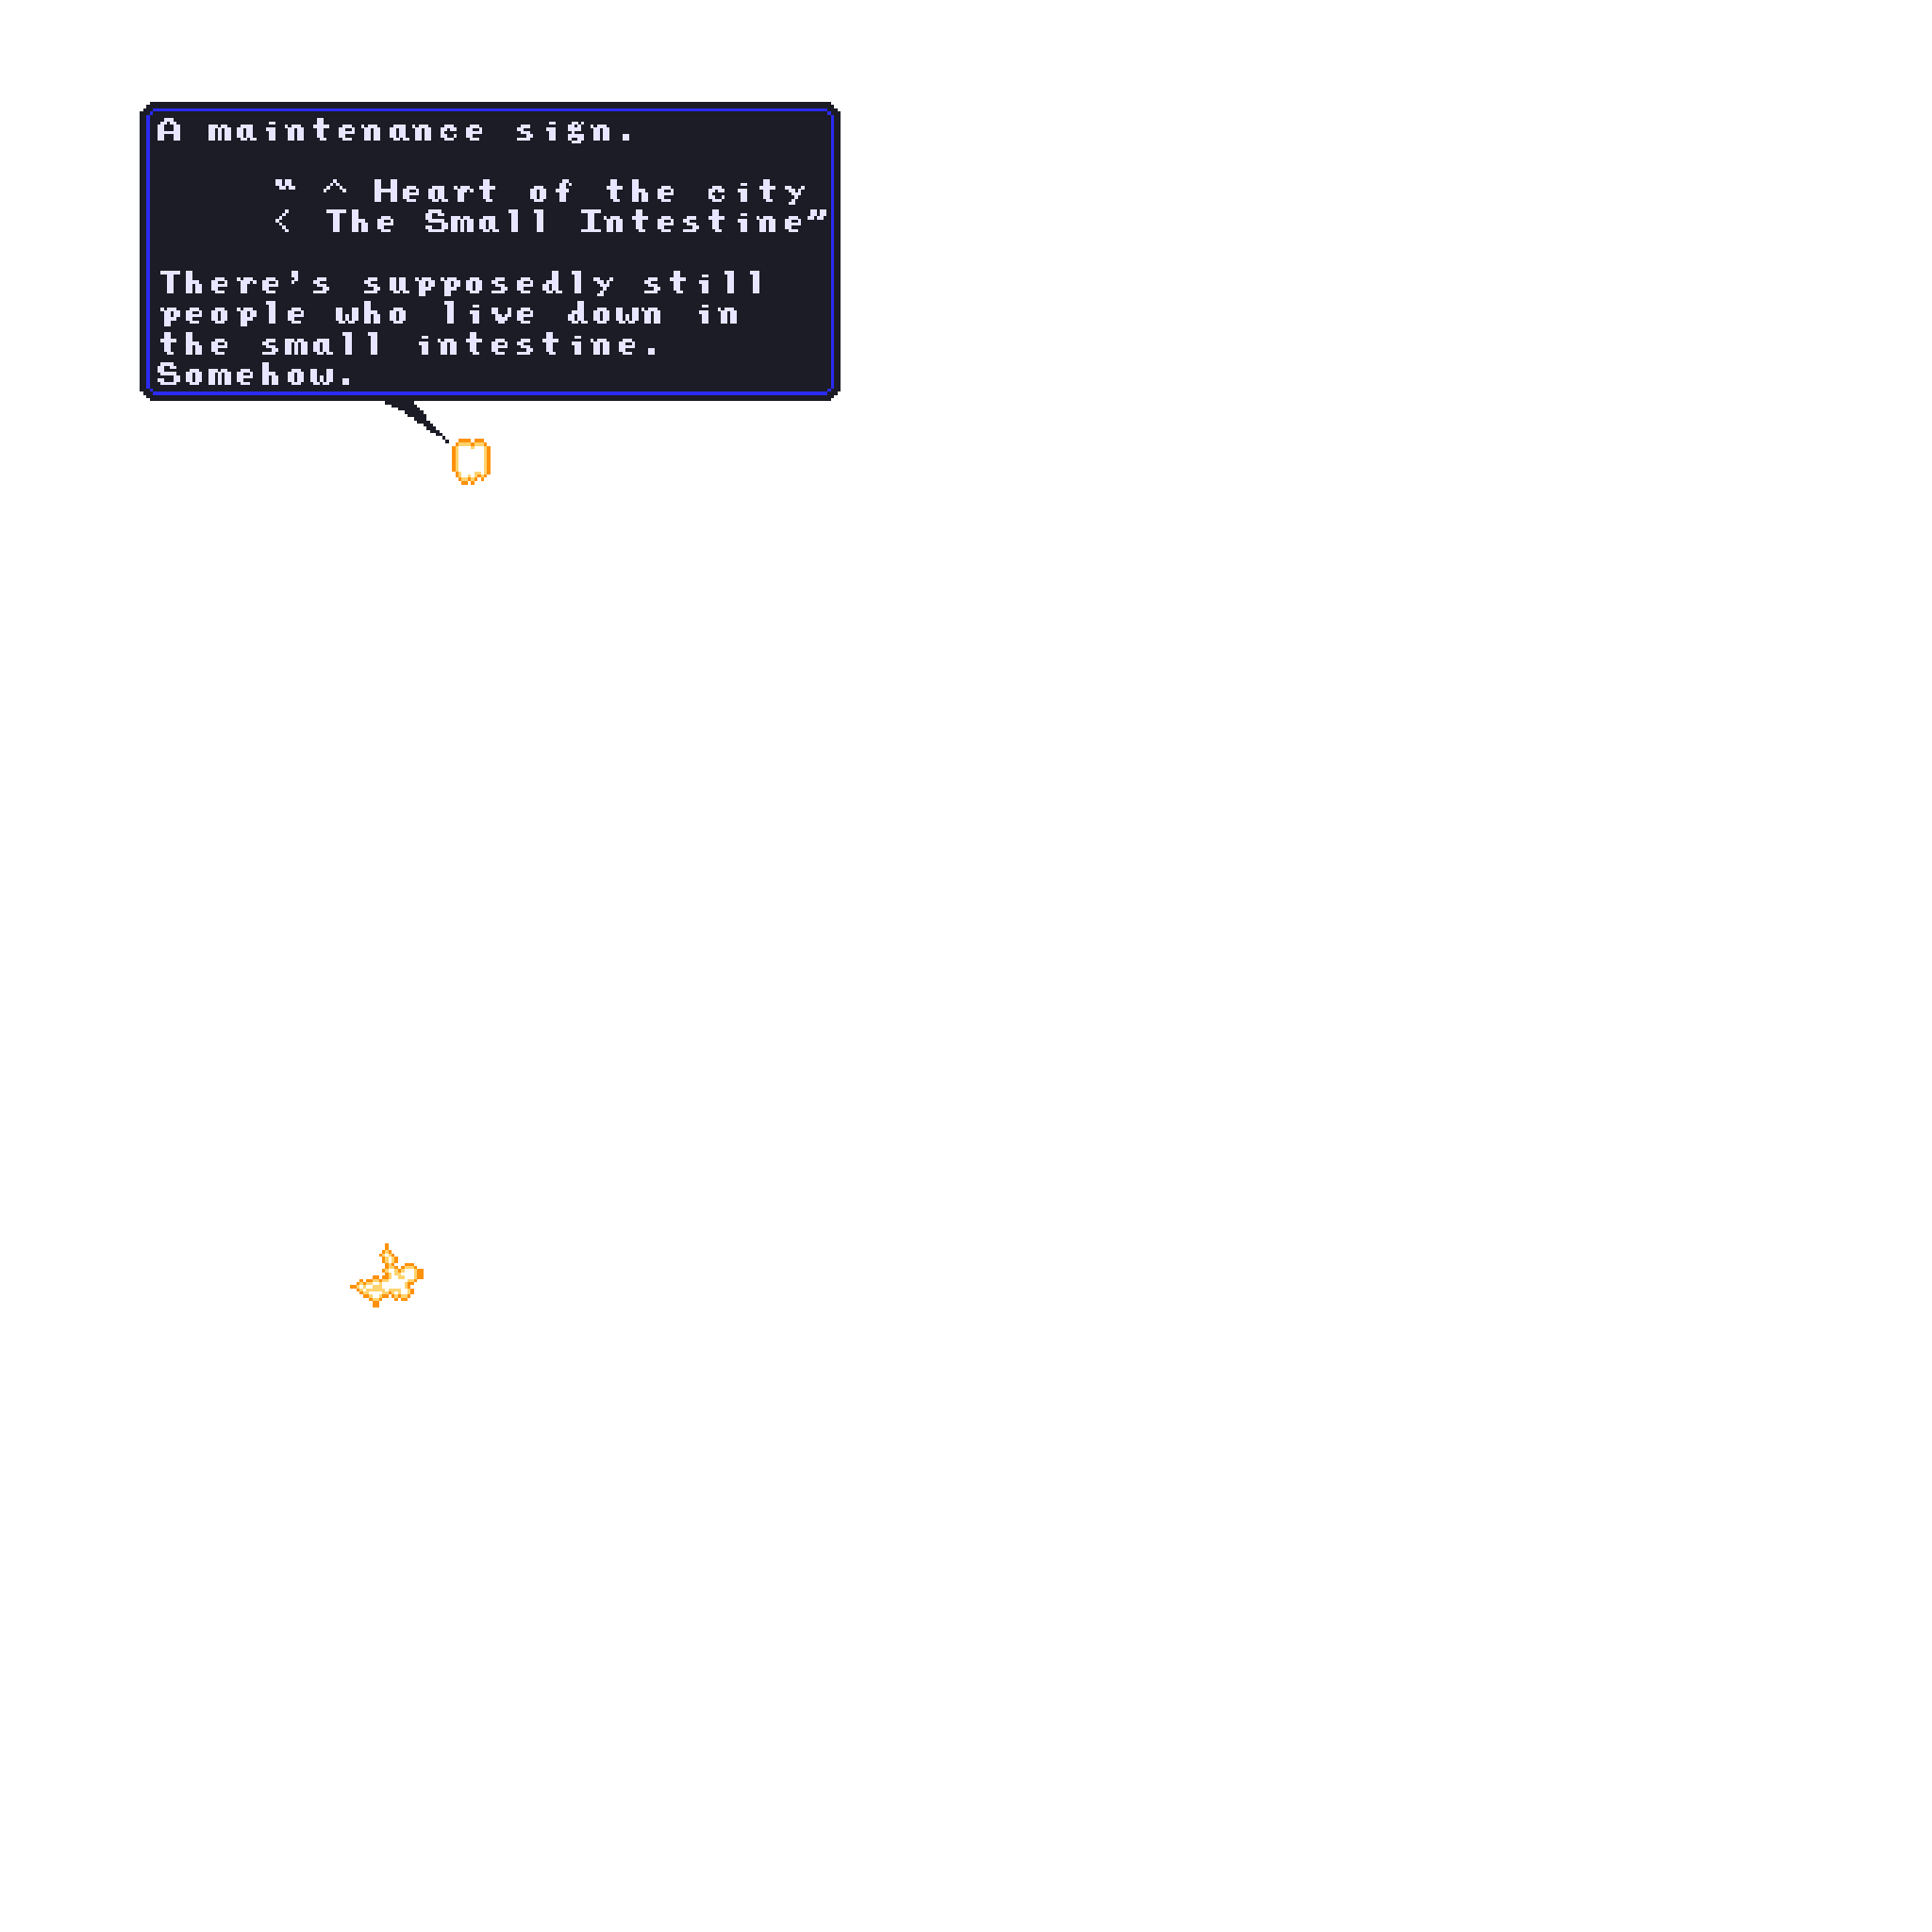 A maintenance sign.
“ ^ Heart of the city
< The Small Intestine”
There's supposedly still
people who live down in
the small intestine.
Somehow.